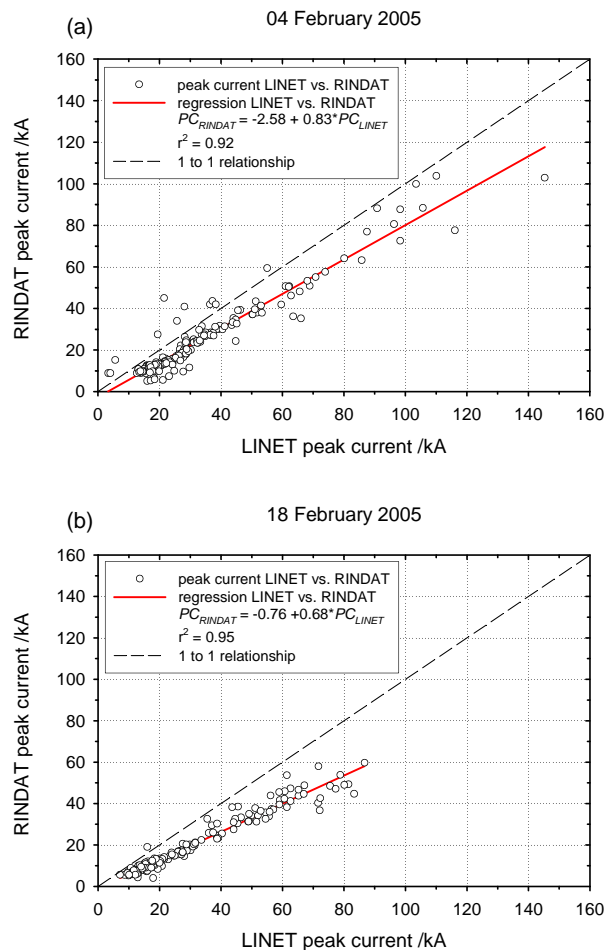 (a)
04 February 2005
160
140
120
100
80
60
40
20
0
RINDAT peak current /kA
peak current LINET vs. RINDAT
regression LINET vs. RINDAT
PC_RINDAT = -2.58 + 0.83*PC_LINET
r² = 0.92
1 to 1 relationship
0 20 40 60 80 100 120 140 160
LINET peak current /kA
(b)
18 February 2005
160
140
120
100
80
60
40
20
0
RINDAT peak current /kA
peak current LINET vs. RINDAT
regression LINET vs. RINDAT
PC_RINDAT = -0.76 +0.68*PC_LINET
r² = 0.95
1 to 1 relationship
0 20 40 60 80 100 120 140 160
LINET peak current /kA